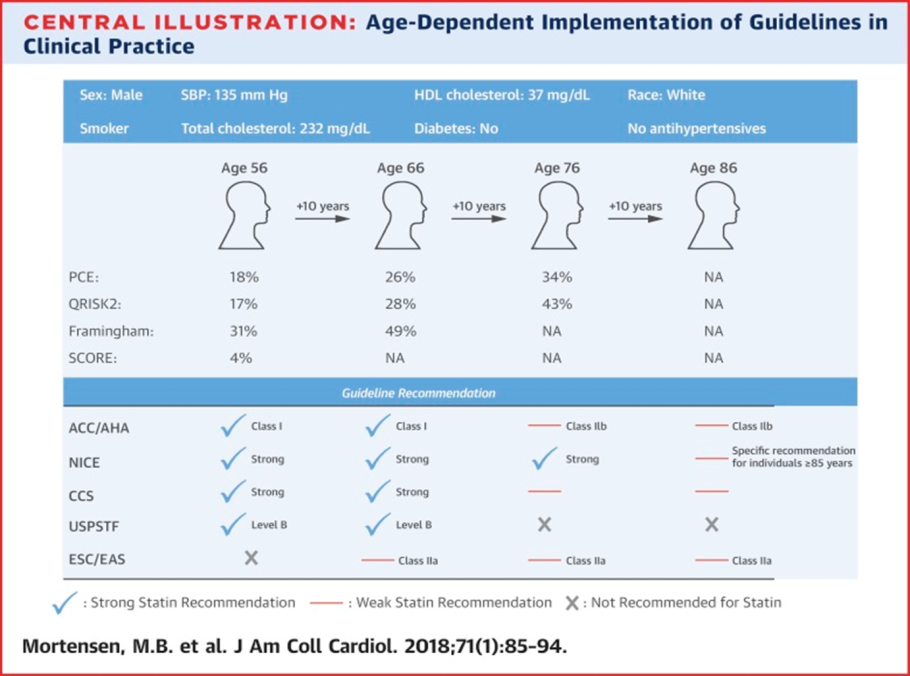 CENTRAL ILLUSTRATION: Age-Dependent Implementation of Guidelines in
Clinical Practice
Sex: Male SBP: 135 mm Hg HDL cholesterol: 37 mg/dL Race: White
Smoker Total cholesterol: 232 mg/dL Diabetes: No No antihypertensives
Age 56 Age 66 Age 76 Age 86
+10 years +10 years +10 years
PCE: 18% 26% 34% NA
QRISK2: 17% 28% 43% NA
Framingham: 31% 49% NA NA
SCORE: 4% NA NA NA
Guideline Recommendation
ACC/AHA Class I Class I Class IIb Class IIb
NICE Strong Strong Strong Specific recommendation
for individuals ≥85 years
CCS Strong Strong
USPSTF Level B Level B
ESC/EAS Class IIa Class IIa Class IIa
: Strong Statin Recommendation : Weak Statin Recommendation : Not Recommended for Statin
Mortensen, M.B. et al. J Am Coll Cardiol. 2018;71(1):85-94.